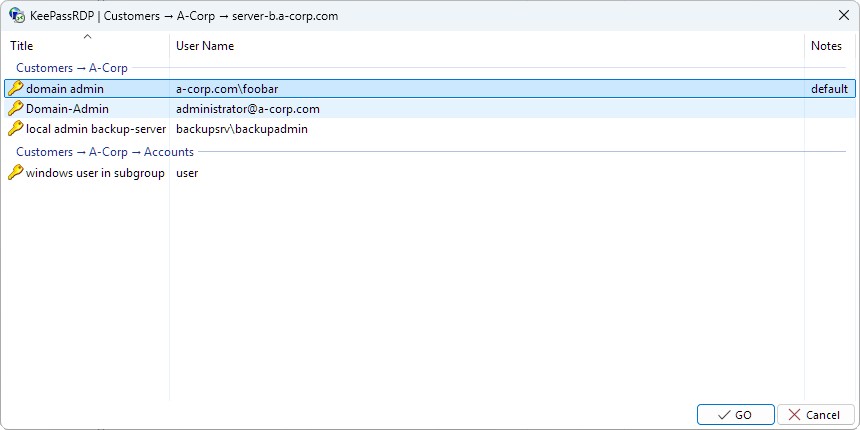 KeePassRDP | Customers → A-Corp → server-b.a-corp.com
Title User Name Notes
Customers → A-Corp
domain admin a-corp.com\foobar default
Domain-Admin administrator@a-corp.com
local admin backup-server backupsrv\backupadmin
Customers → A-Corp → Accounts
windows user in subgroup user
GO Cancel